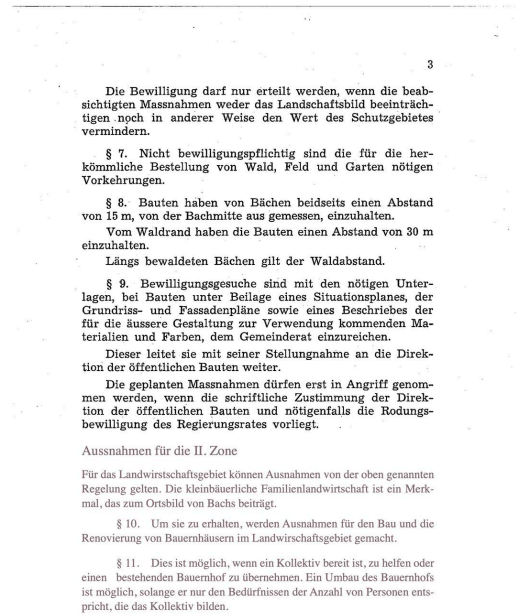 3
Die Bewilligung darf nur erteilt werden, wenn die beab-
sichtigten Massnahmen weder das Landschaftsbild beeinträch-
tigen noch in anderer Weise den Wert des Schutzgebietes
vermindern.
§ 7. Nicht bewilligungspflichtig sind die für die her-
kömmliche Bestellung von Wald, Feld und Garten nötigen
Vorkehrungen.
§ 8. Bauten haben von Bächen beidseits einen Abstand
von 15 m, von der Bachmitte aus gemessen, einzuhalten.
Vom Waldrand haben die Bauten einen Abstand von 30 m
einzuhalten.
Längs bewaldeten Bächen gilt der Waldabstand.
§ 9. Bewilligungsgesuche sind mit den nötigen Unter-
lagen, bei Bauten unter Beilage eines Situationsplanes, der
Grundriss- und Fassadenpläne sowie eines Beschriebes der
für die äussere Gestaltung zur Verwendung kommenden Ma-
terialien und Farben, dem Gemeinderat einzureichen.
Dieser leitet sie mit seiner Stellungnahme an die Direk-
tion der öffentlichen Bauten weiter.
Die geplanten Massnahmen dürfen erst in Angriff genom-
men werden, wenn die schriftliche Zustimmung der Direk-
tion der öffentlichen Bauten und nötigenfalls die Rodungs-
bewilligung des Regierungsrates vorliegt.
Aussnahmen für die II. Zone
Für das Landwirstschaftsgebiet können Ausnahmen von der oben genannten
Regelung gelten. Die kleinbäuerliche Familienlandwirtschaft ist ein Merk-
mal, das zum Ortsbild von Bachs beiträgt.
§ 10. Um sie zu erhalten, werden Ausnahmen für den Bau und die
Renovierung von Bauernhäusern im Landwirschaftsgebiet gemacht.
§ 11. Dies ist möglich, wenn ein Kollektiv bereit ist, zu helfen oder
einen bestehenden Bauernhof zu übernehmen. Ein Umbau des Bauernhofs
ist möglich, solange er nur den Bedürfnissen der Anzahl von Personen ents-
pricht, die das Kollektiv bilden.